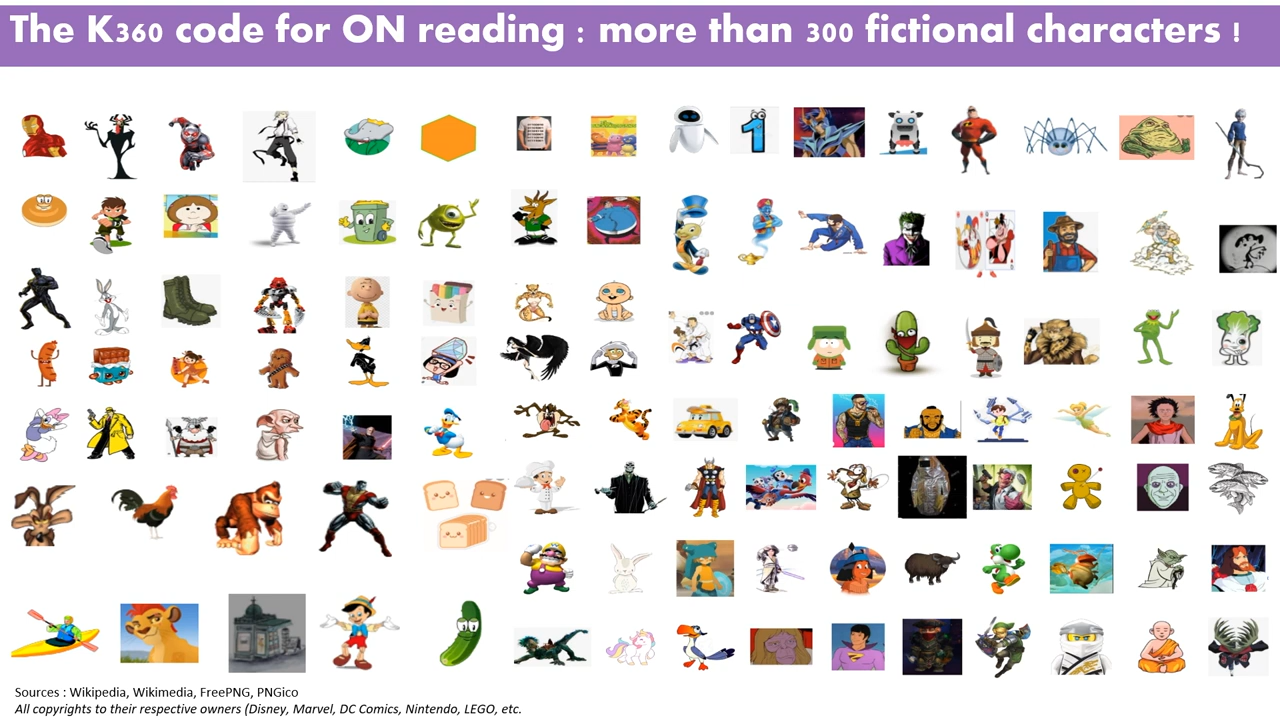 The K360 code for ON reading : more than 300 fictional characters !
1
Sources : Wikipedia, Wikimedia, FreePNG, PNGico
All copyrights to their respective owners (Disney, Marvel, DC Comics, Nintendo, LEGO, etc.